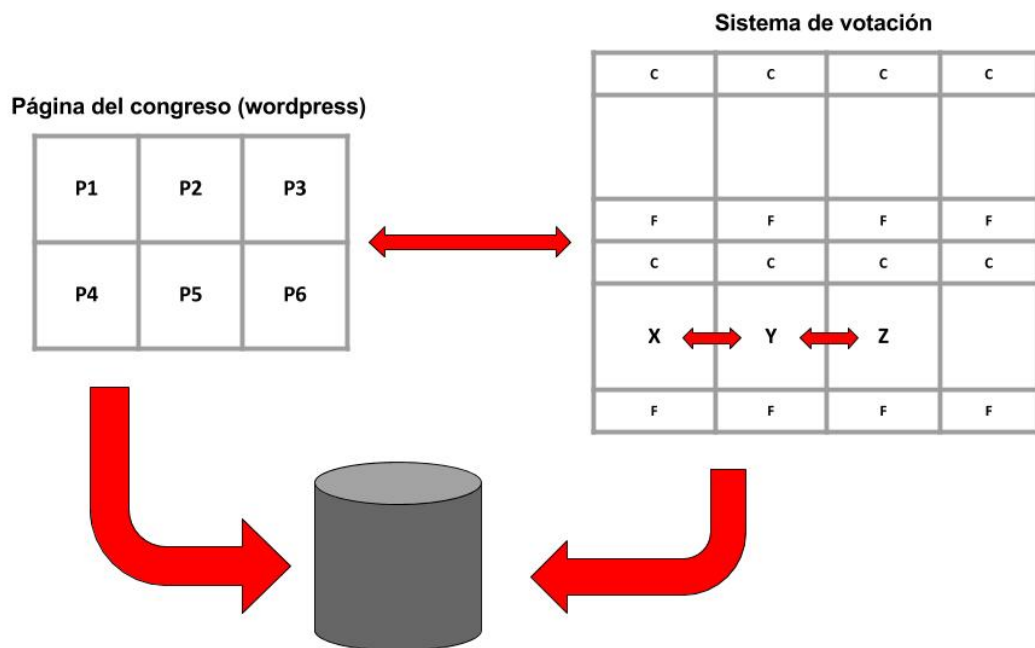 Sistema de votación
C C C C
Página del congreso (wordpress)
P1 P2 P3
F F F F
C C C C
P4 P5 P6
X Y Z
F F F F